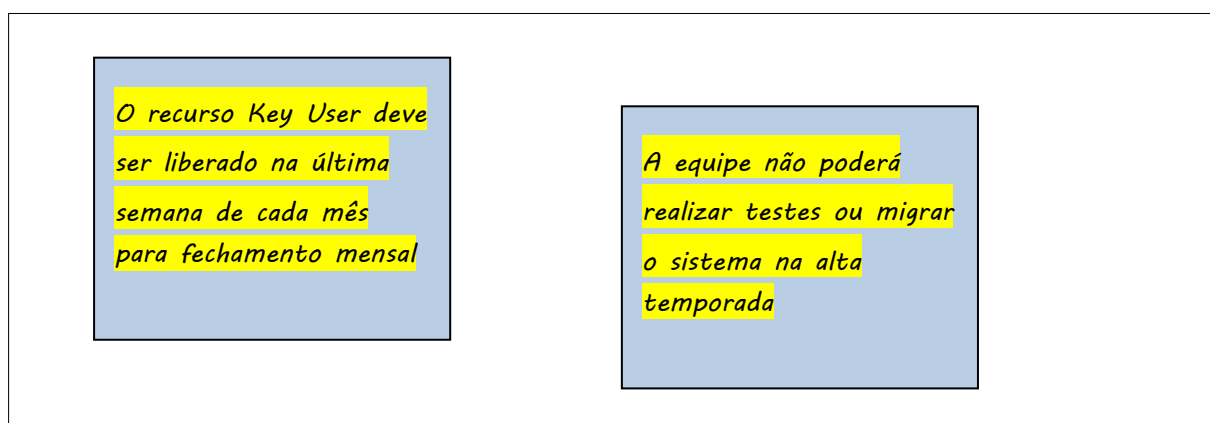 O recurso Key User deve
ser liberado na última
semana de cada mês
para fechamento mensal
A equipe não poderá
realizar testes ou migrar
o sistema na alta
temporada